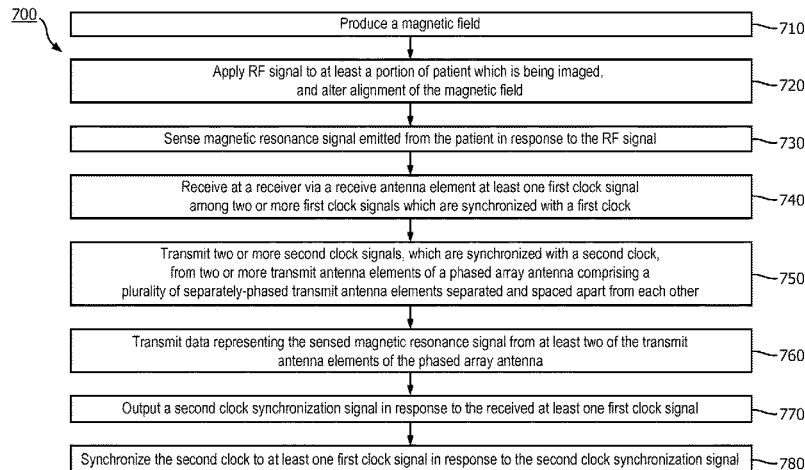 700
Produce a magnetic field
710
Apply RF signal to at least a portion of patient which is being imaged,
and alter alignment of the magnetic field
720
Sense magnetic resonance signal emitted from the patient in response to the RF signal
730
Receive at a receiver via a receive antenna element at least one first clock signal
among two or more first clock signals which are synchronized with a first clock
740
Transmit two or more second clock signals, which are synchronized with a second clock,
from two or more transmit antenna elements of a phased array antenna comprising a
plurality of separately-phased transmit antenna elements separated and spaced apart from each other
750
Transmit data representing the sensed magnetic resonance signal from at least two of the transmit
antenna elements of the phased array antenna
760
Output a second clock synchronization signal in response to the received at least one first clock signal
770
Synchronize the second clock to at least one first clock signal in response to the second clock synchronization signal
780